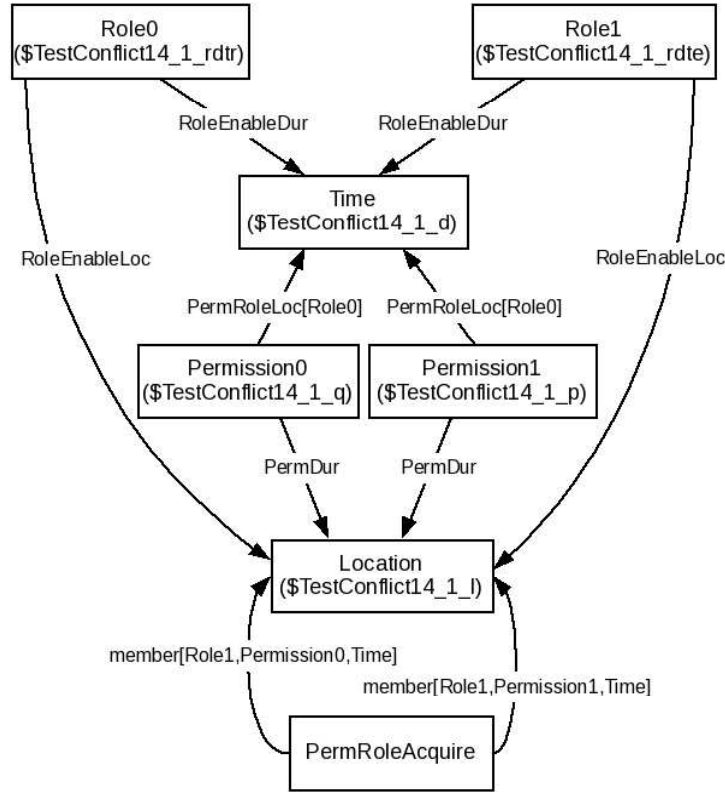 Role0
($TestConflict14_1_rdtr)
Role1
($TestConflict14_1_rdte)
RoleEnableDur
RoleEnableDur
Time
($TestConflict14_1_d)
RoleEnableLoc
RoleEnableLoc
PermRoleLoc[Role0]
PermRoleLoc[Role0]
Permission0
($TestConflict14_1_q)
Permission1
($TestConflict14_1_p)
PermDur
PermDur
Location
($TestConflict14_1_l)
member[Role1,Permission0,Time]
member[Role1,Permission1,Time]
PermRoleAcquire